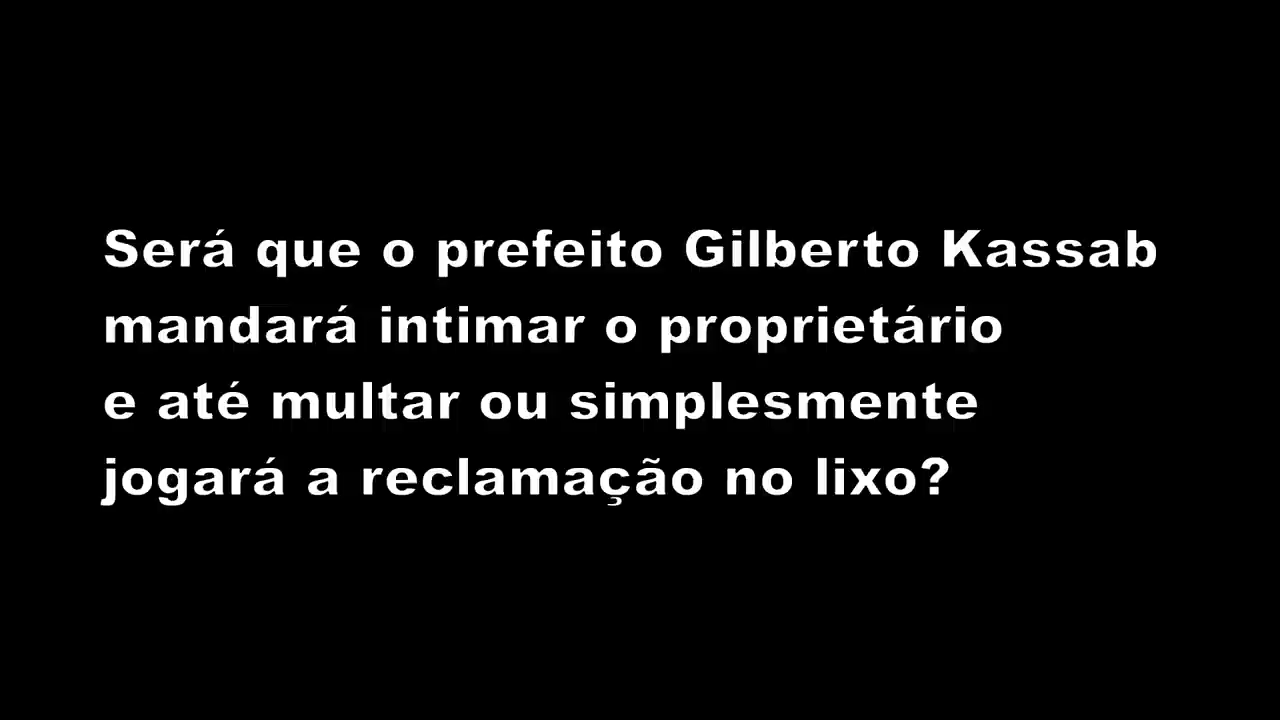 Será que o prefeito Gilberto Kassab
mandará intimar o proprietário
e até multar ou simplesmente
jogará a reclamação no lixo?